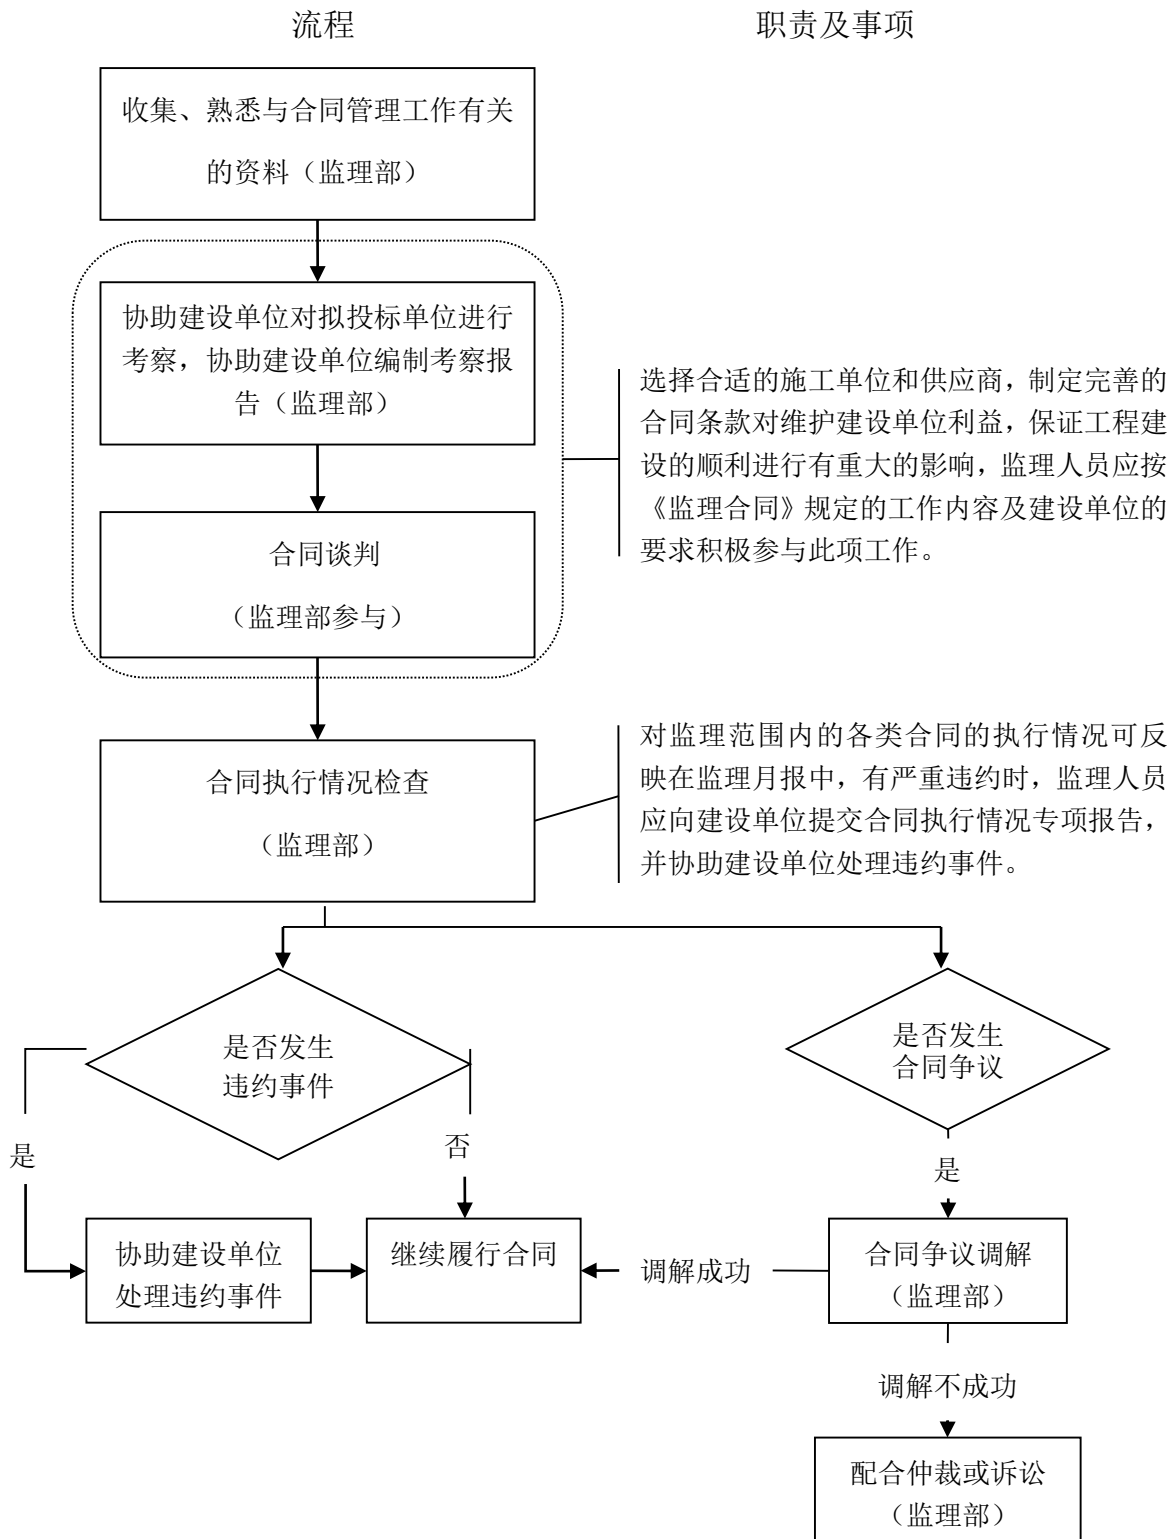 流程
职责及事项
收集、熟悉与合同管理工作有关
的资料（监理部）
协助建设单位对拟投标单位进行
考察，协助建设单位编制考察报
告（监理部）
选择合适的施工单位和供应商，制定完善的
合同条款对维护建设单位利益，保证工程建
设的顺利进行有重大的影响，监理人员应按
《监理合同》规定的工作内容及建设单位的
要求积极参与此项工作。
合同谈判
（监理部参与）
合同执行情况检查
（监理部）
对监理范围内的各类合同的执行情况可反
映在监理月报中，有严重违约时，监理人员
应向建设单位提交合同执行情况专项报告，
并协助建设单位处理违约事件。
是否发生
违约事件
是否发生
合同争议
是
否
是
协助建设单位
处理违约事件
继续履行合同
调解成功
合同争议调解
（监理部）
调解不成功
配合仲裁或诉讼
（监理部）